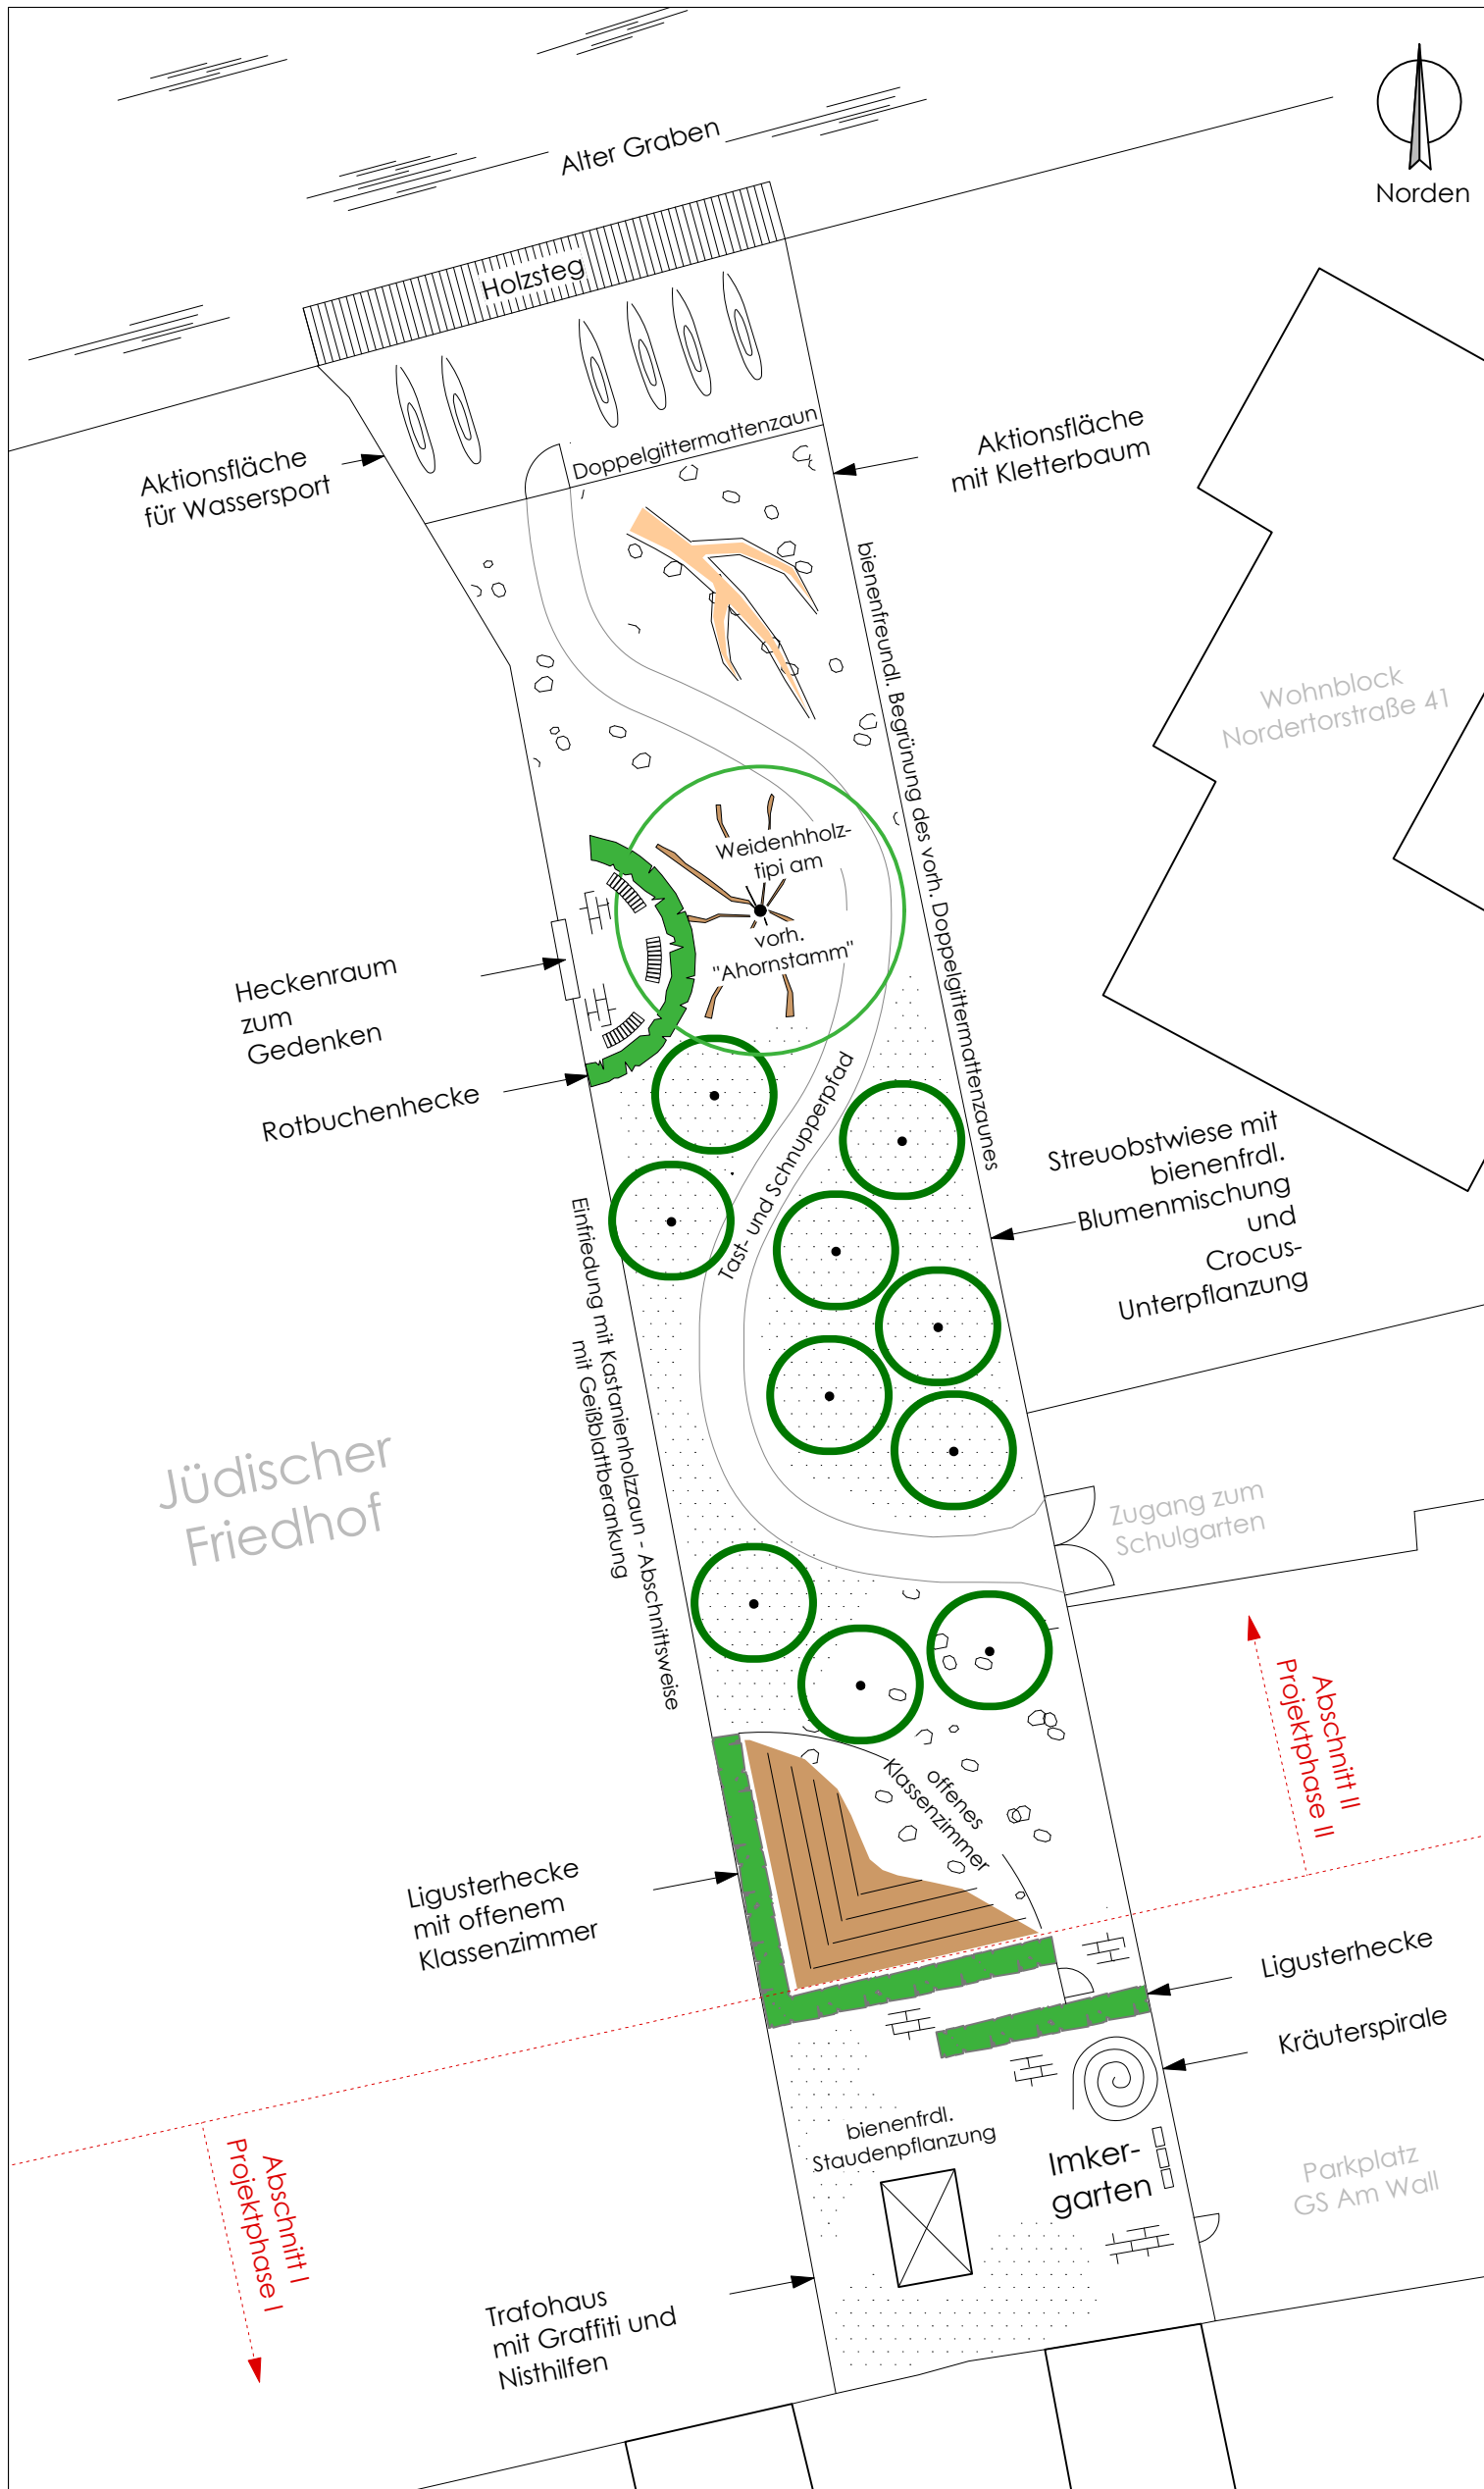 Alter Graben
Norden
Holzsteg
Doppelgittermattenzaun
Aktionsfläche
für Wassersport
Aktionsfläche
mit Kletterbaum
bienenfreundl. Begrünung des vorh. Doppelgittermattenzaunes
Wohnblock
Nordertorstraße 41
Weidenhholz-
tipi am
vorh.
"Ahornstamm"
Heckenraum
zum
Gedenken
Rotbuchenhecke
Tast- und Schnupperpfad
Streuobstwiese mit
bienenfrdl.
Blumenmischung
und
Crocus-
Unterpflanzung
Einfriedung mit Kastanienholzzaun - Abschnittsweise
mit Geißblattberankung
Jüdischer
Friedhof
Zugang zum
Schulgarten
Abschnitt II
Projektphase II
offenes
Klassenzimmer
Ligusterhecke
mit offenem
Klassenzimmer
Ligusterhecke
Kräuterspirale
bienenfrdl.
Staudenpflanzung
Imker-
garten
Parkplatz
GS Am Wall
Abschnitt I
Projektphase I
Trafohaus
mit Graffiti und
Nisthilfen